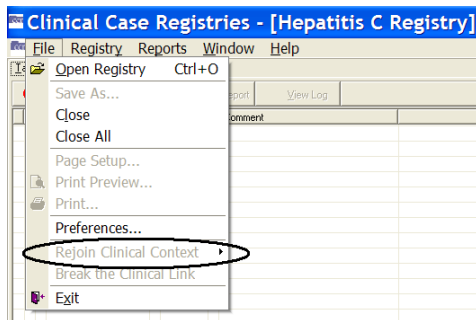 Clinical Case Registries - [Hepatitis C Registry]
File Registry Reports Window Help
Open Registry Ctrl+O
Save As...
View Log
Close
Comment
Close All
Page Setup...
Print Preview...
Print...
Preferences...
Rejoin Clinical Context
Break the Clinical Link
Exit